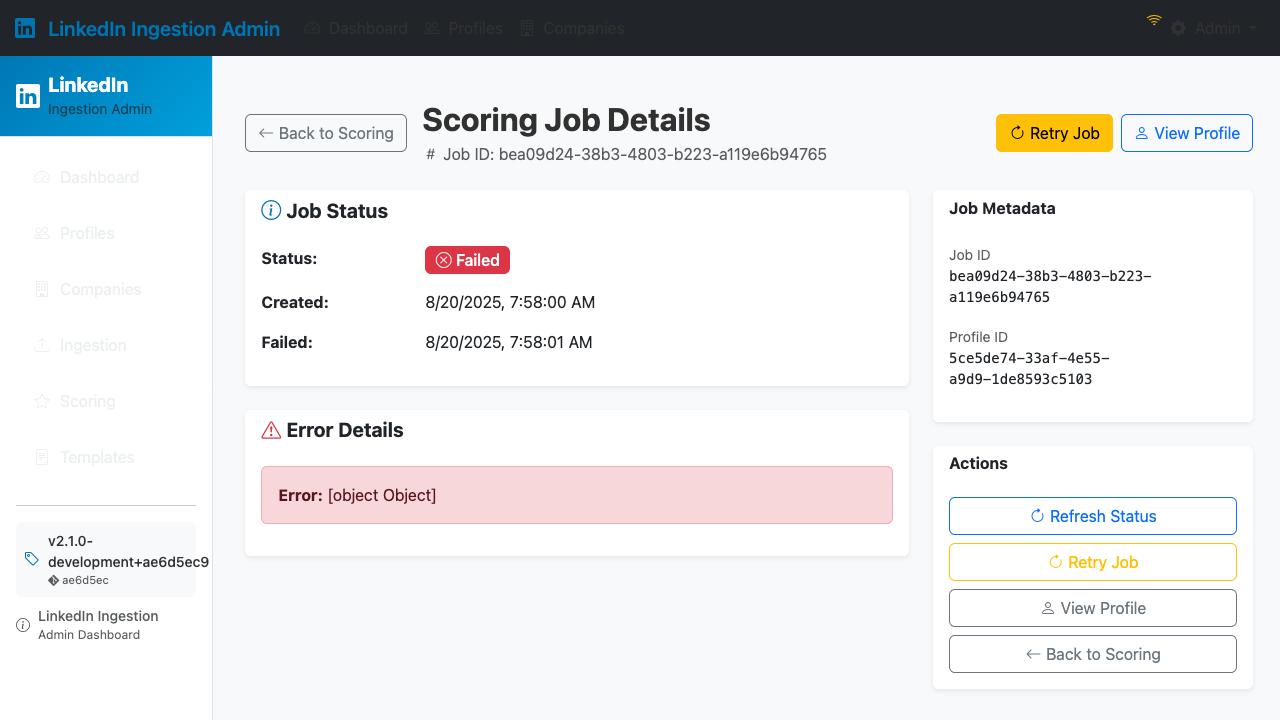 LinkedIn Ingestion Admin Dashboard Profiles Companies Admin
LinkedIn
Ingestion Admin
Dashboard
Profiles
Companies
Ingestion
Scoring
Templates
v2.1.0-
development+ae6d5ec9
ae6d5ec
LinkedIn Ingestion
Admin Dashboard
← Back to Scoring
Scoring Job Details
# Job ID: bea09d24-38b3-4803-b223-a119e6b94765
Retry Job
View Profile
Job Status
Status: Failed
Created: 8/20/2025, 7:58:00 AM
Failed: 8/20/2025, 7:58:01 AM
Error Details
Error: [object Object]
Job Metadata
Job ID
bea09d24-38b3-4803-b223-
a119e6b94765
Profile ID
5ce5de74-33af-4e55-
a9d9-1de8593c5103
Actions
Refresh Status
Retry Job
View Profile
← Back to Scoring